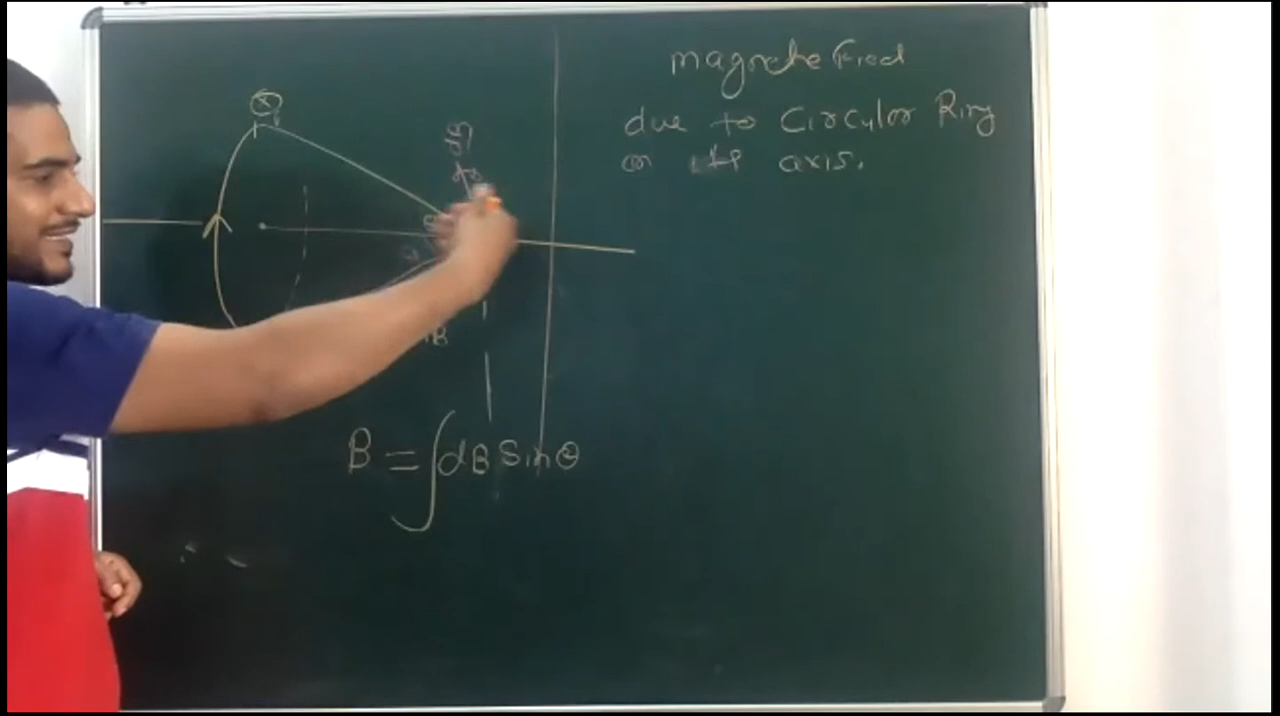 magnetic Field
due to Circular Ring
on its axis.
B = ∫dB Sinθ